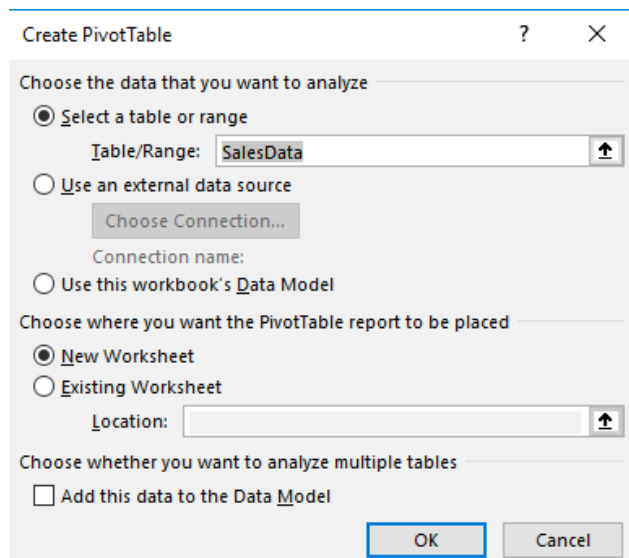 Create PivotTable ? ×
Choose the data that you want to analyze
Select a table or range
Table/Range: SalesData
Use an external data source
Choose Connection...
Connection name:
Use this workbook's Data Model
Choose where you want the PivotTable report to be placed
New Worksheet
Existing Worksheet
Location:
Choose whether you want to analyze multiple tables
Add this data to the Data Model
OK Cancel